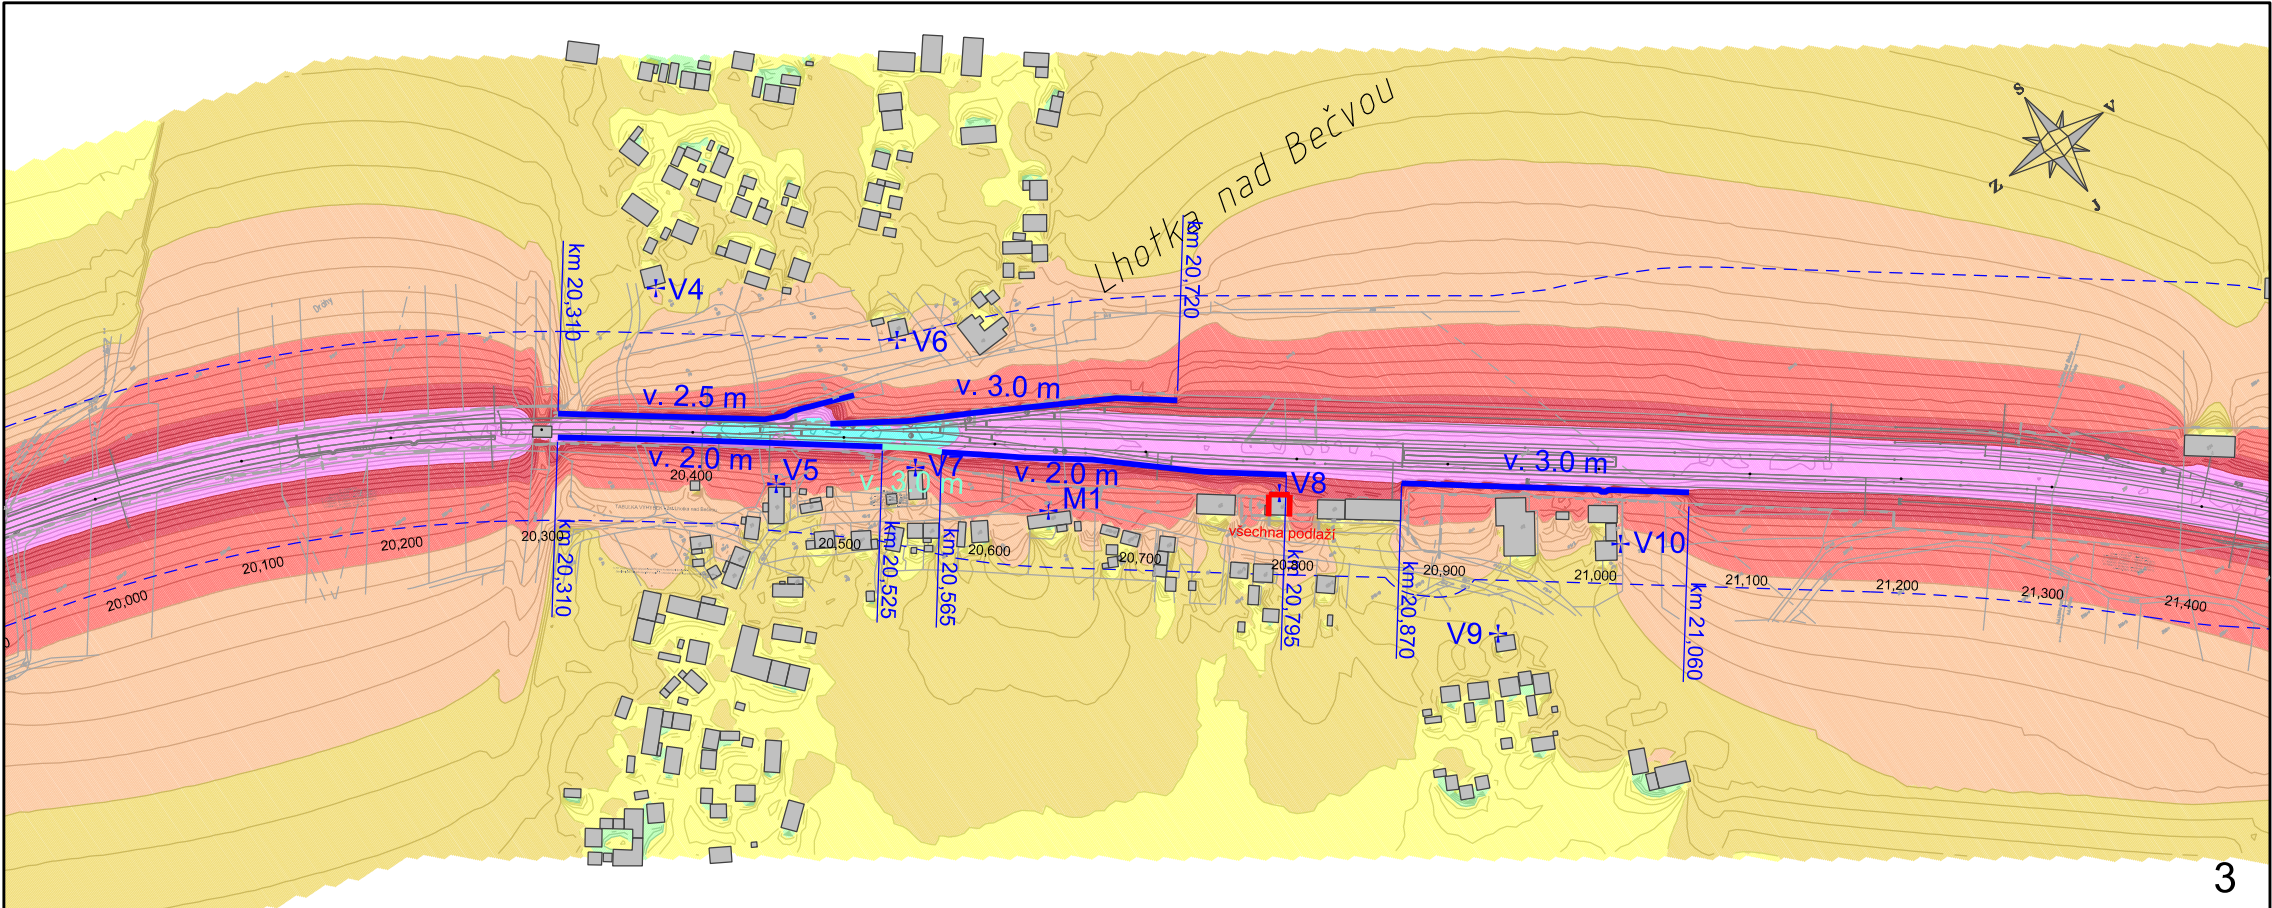 Lhotka nad Bečvou
S
V
Z
J
km 20,310
km 20,720
V4
V6
Drahy
v. 2.5 m
v. 3.0 m
v. 2.0 m
V5
V7
v. 3.0 m
v. 2.0 m
M1
V8
v. 3.0 m
všechna podlaží
V10
V9
20,000
20,100
20,200
20,300
20,400
20,500
20,600
20,700
20,800
20,900
21,000
21,100
21,200
21,300
21,400
km 20,310
km 20,525
km 20,565
km 20,795
km 20,870
km 21,060
3